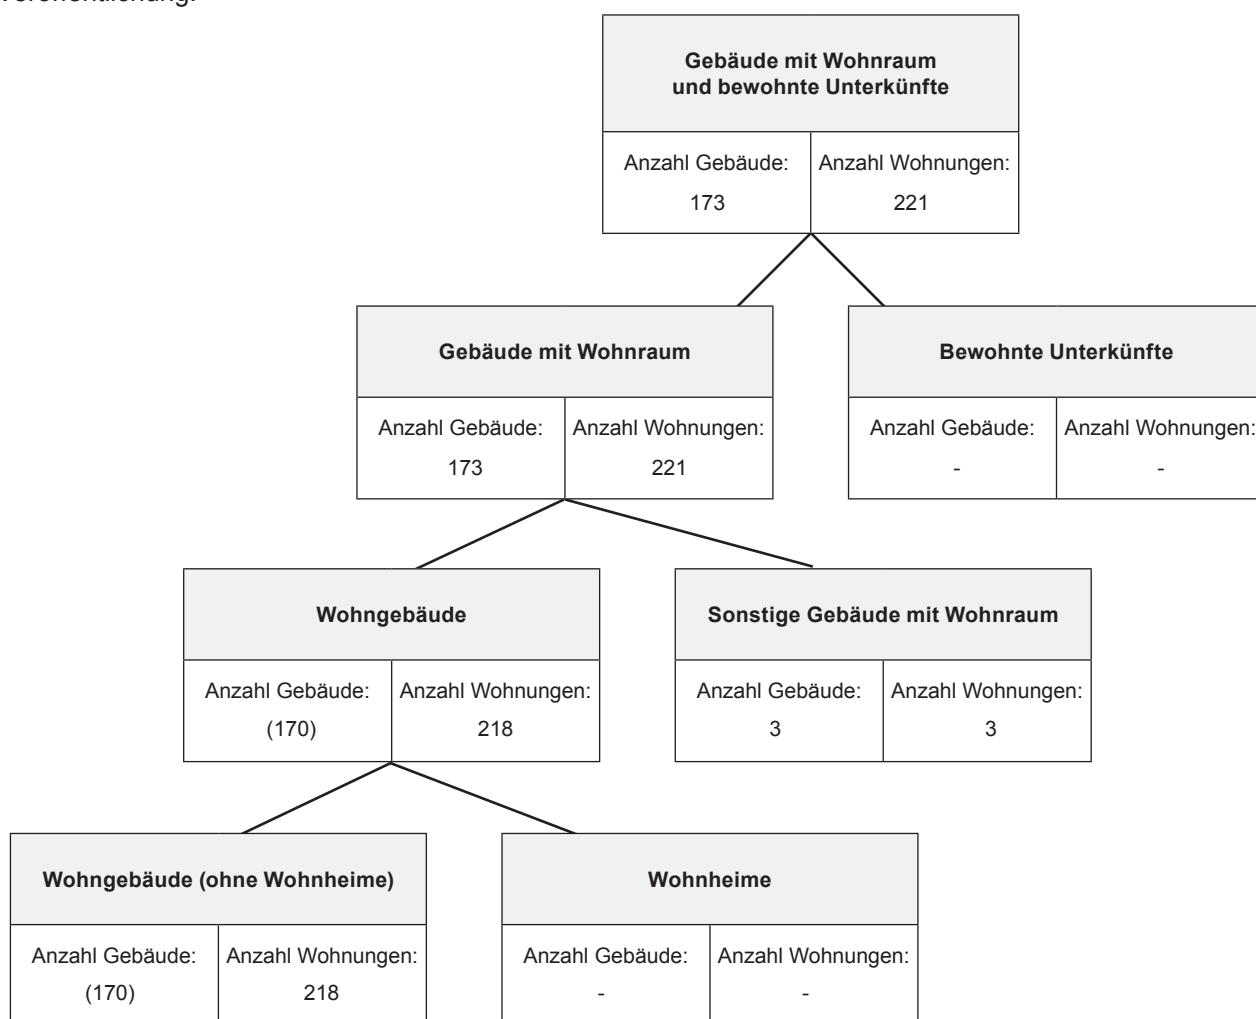 Veröffentlichung.
Gebäude mit Wohnraum
und bewohnte Unterkünfte
Anzahl Gebäude: Anzahl Wohnungen:
173 221
Gebäude mit Wohnraum Bewohnte Unterkünfte
Anzahl Gebäude: Anzahl Wohnungen: Anzahl Gebäude: Anzahl Wohnungen:
173 221 - -
Wohngebäude Sonstige Gebäude mit Wohnraum
Anzahl Gebäude: Anzahl Wohnungen: Anzahl Gebäude: Anzahl Wohnungen:
(170) 218 3 3
Wohngebäude (ohne Wohnheime) Wohnheime
Anzahl Gebäude: Anzahl Wohnungen: Anzahl Gebäude: Anzahl Wohnungen:
(170) 218 - -